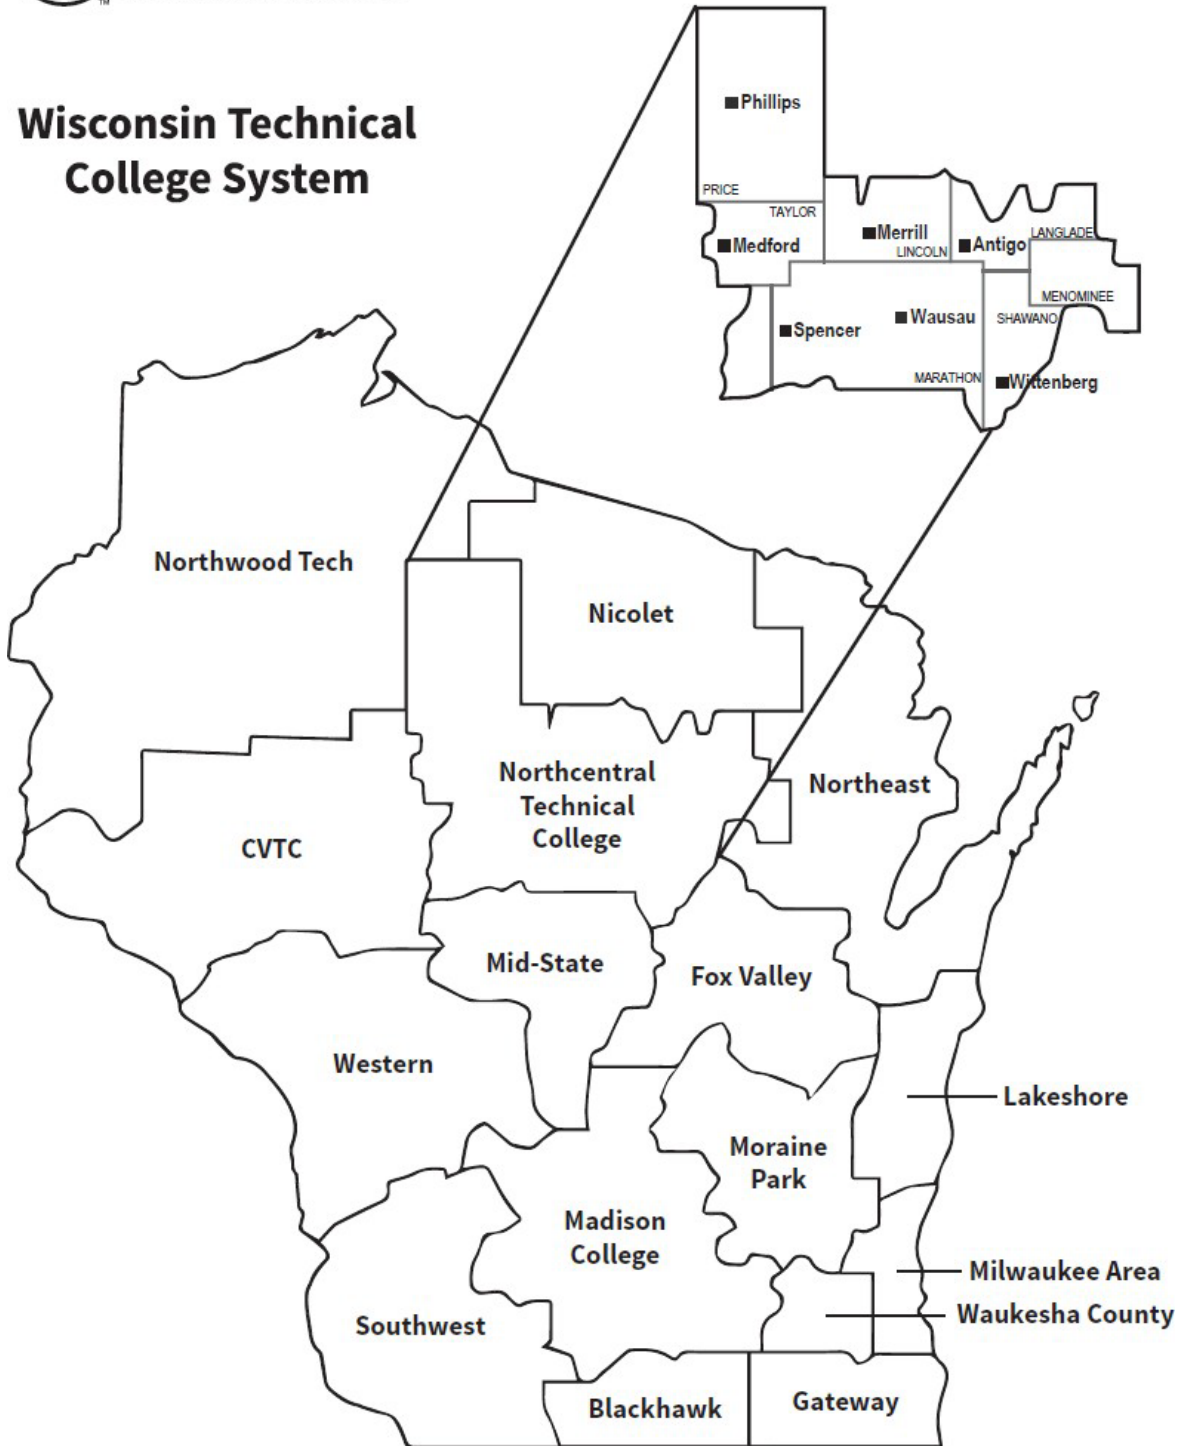 TM
Wisconsin Technical
College System
Phillips
PRICE
TAYLOR
Medford
Merrill
LINCOLN
Antigo
LANGLADE
MENOMINEE
SHAWANO
Spencer
Wausau
MARATHON
Wittenberg
Northwood Tech
Nicolet
Northcentral
Technical
College
Northeast
CVTC
Mid-State
Fox Valley
Western
Lakeshore
Moraine
Park
Madison
College
Milwaukee Area
Waukesha County
Southwest
Blackhawk
Gateway